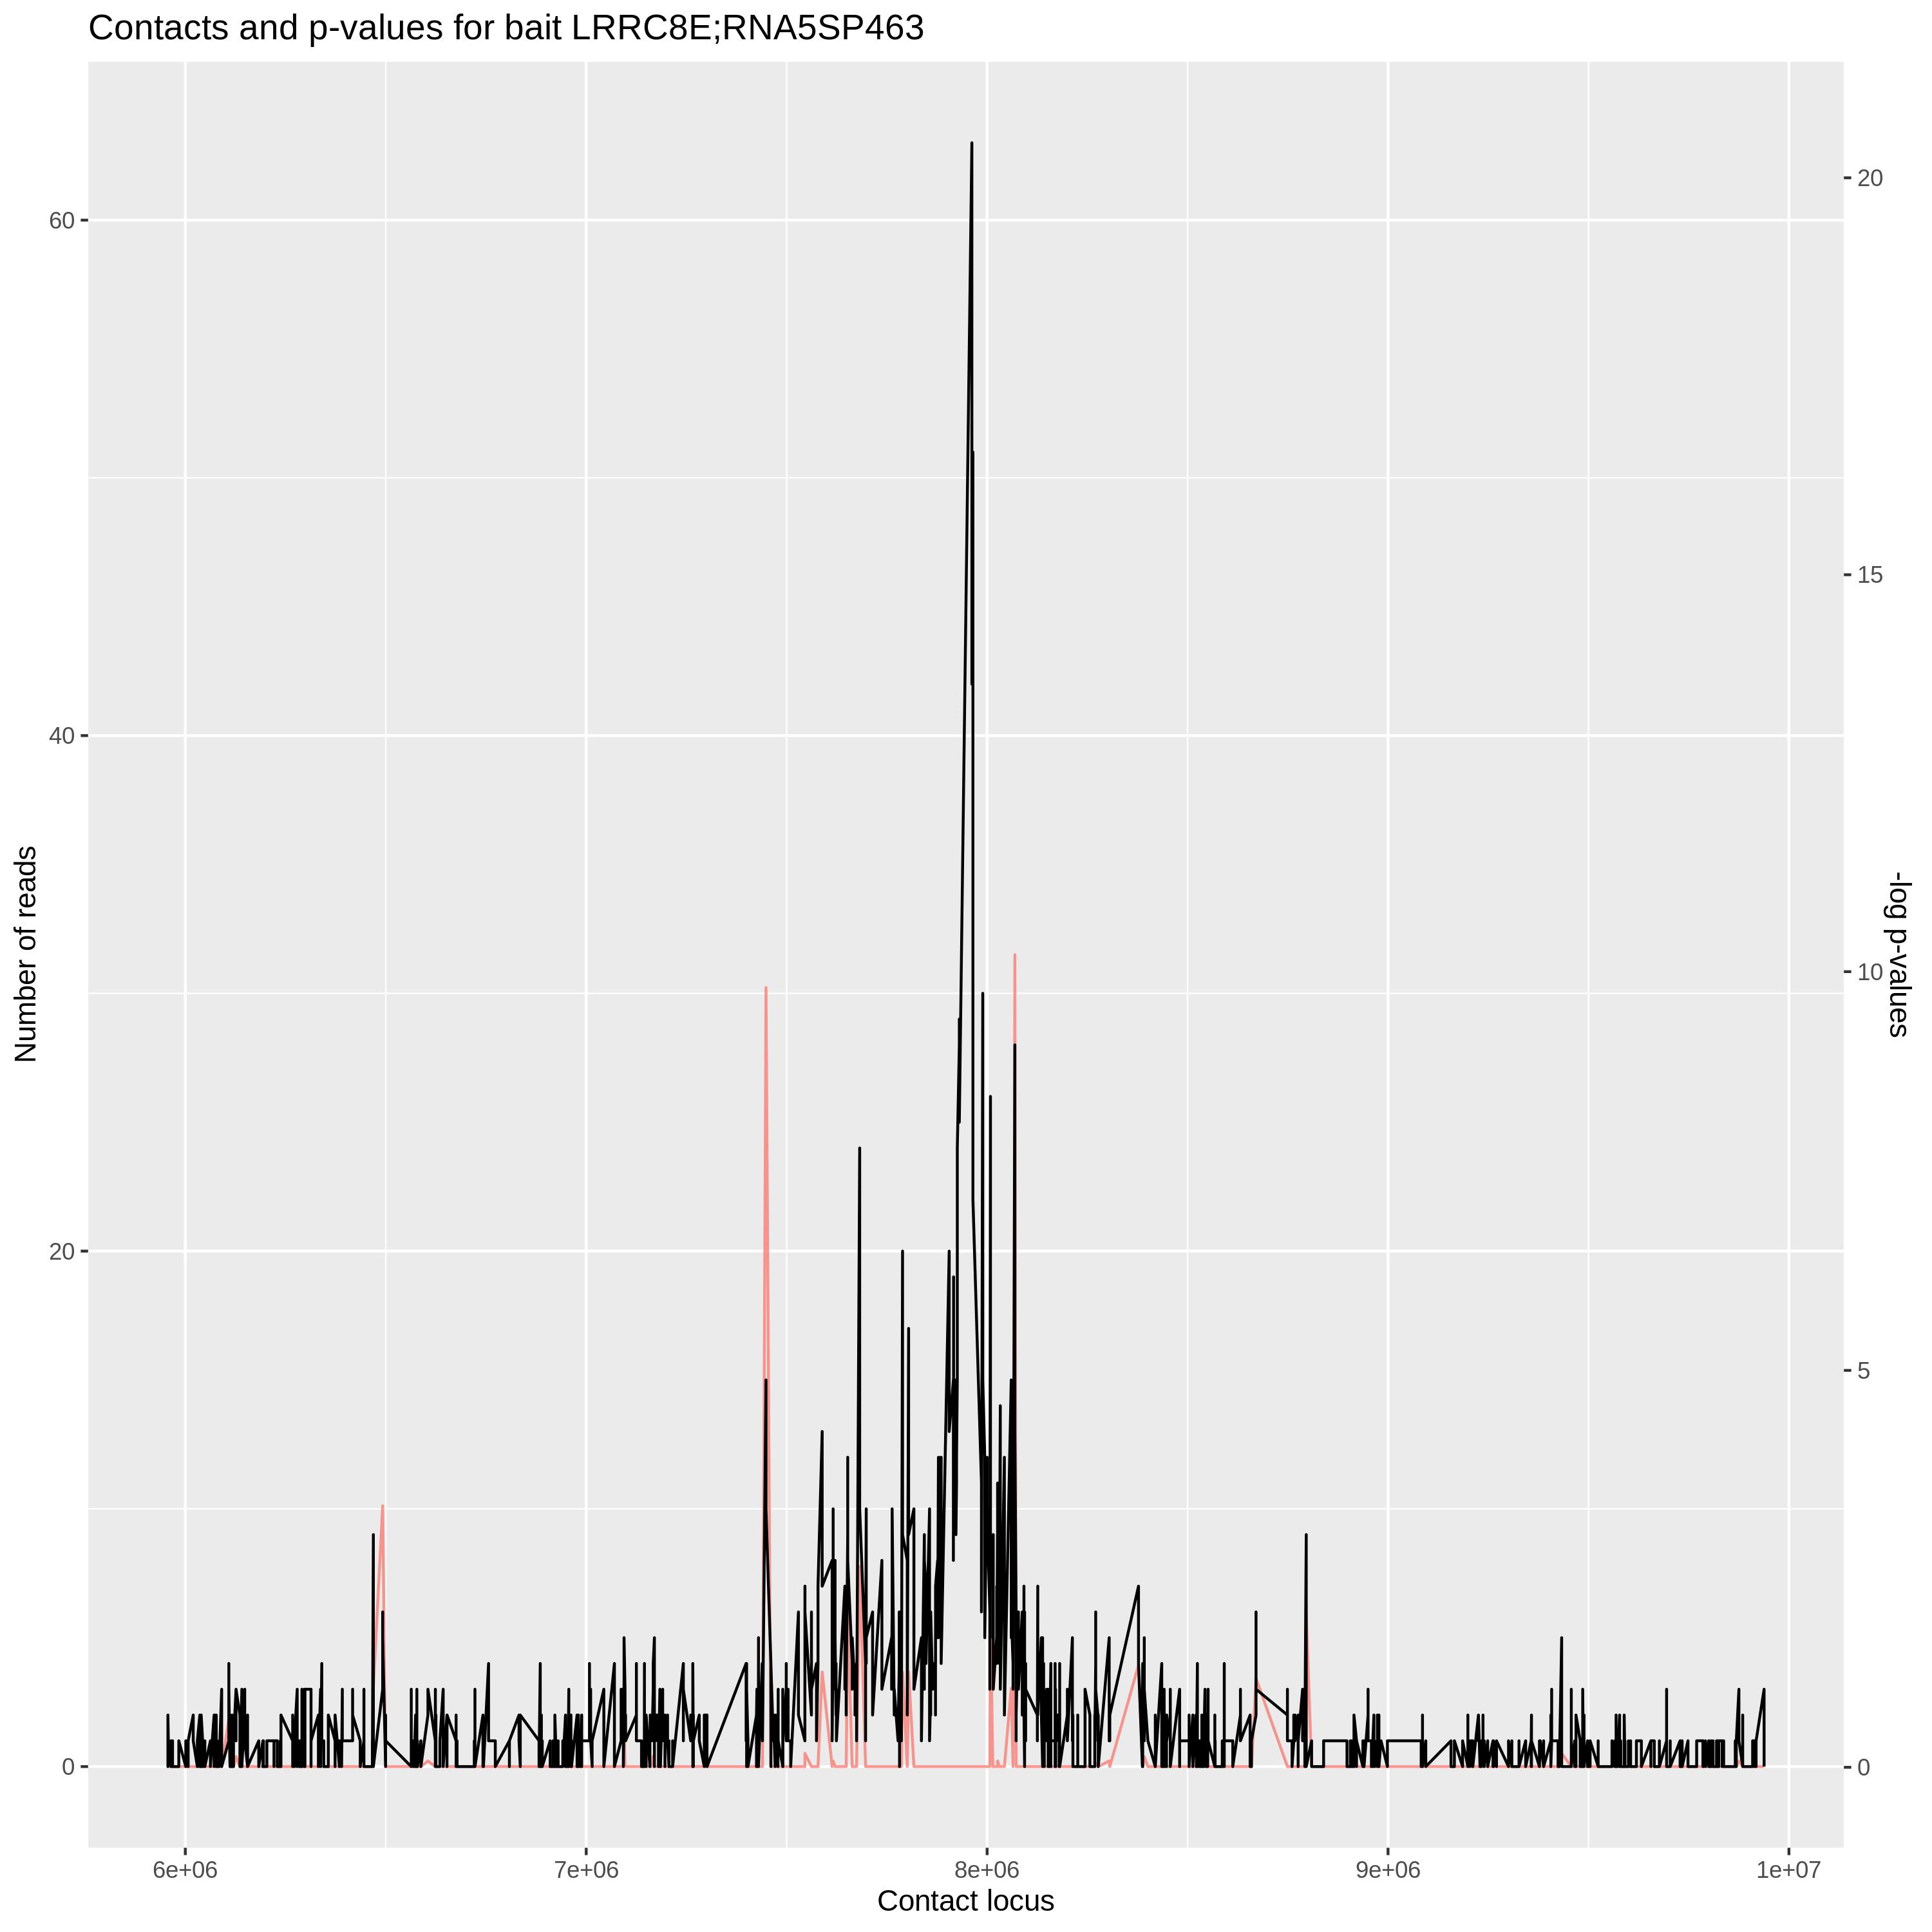 Contacts and p-values for bait LRRC8E;RNA5SP463
60
40
20
0
20
15
10
5
0
Number of reads
-log p-values
6e+06
7e+06
8e+06
9e+06
1e+07
Contact locus